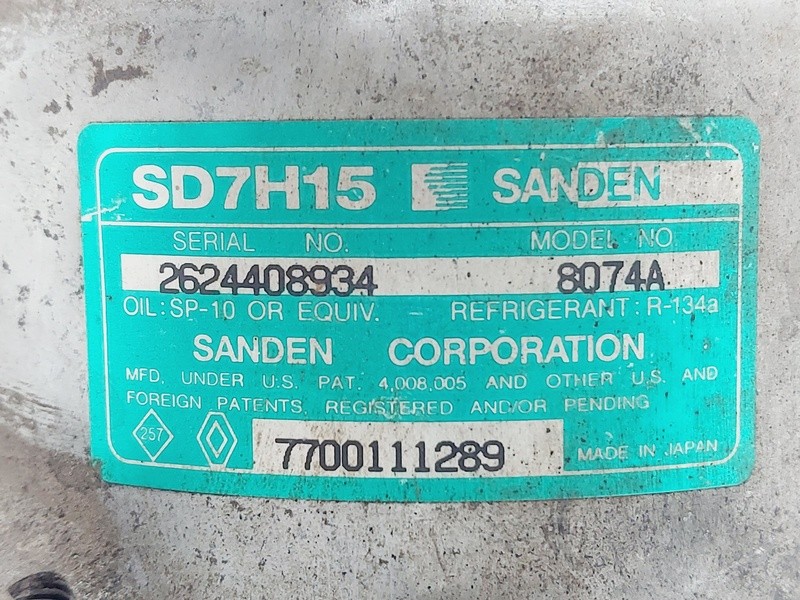 SD7H15 SANDEN
SERIAL NO. MODEL NO
2624408934 8074A
OIL: SP-10 OR EQUIV. REFRIGERANT: R-134a
SANDEN CORPORATION
MFD. UNDER U.S. PAT. 4,008,005 AND OTHER U.S. AND
FOREIGN PATENTS, REGISTERED AND/OR PENDING
257 7700111289 MADE IN JAPAN